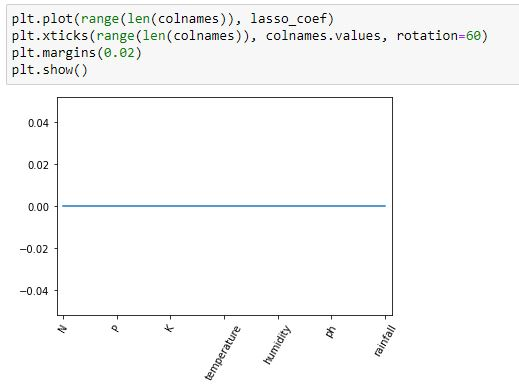 plt.plot(range(len(colnames)), lasso_coef)
plt.xticks(range(len(colnames)), colnames.values, rotation=60)
plt.margins(0.02)
plt.show()
0.04
0.02
0.00
−0.02
−0.04
N
P
K
temperature
humidity
ph
rainfall